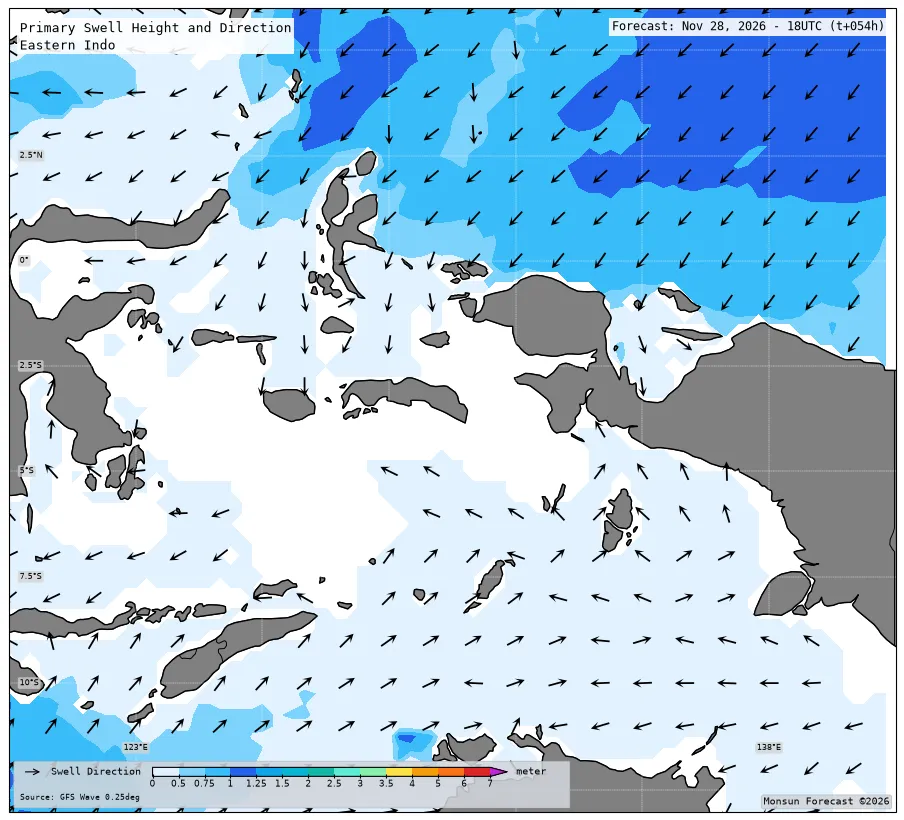 Primary Swell Height and Direction
Eastern Indo
Forecast: Nov 28, 2026 - 18UTC (t+054h)
2.5°N
0°
2.5°S
5°S
7.5°S
10°S
123°E
138°E
Swell Direction
meter
0 0.5 0.75 1 1.25 1.5 2 2.5 3 3.5 4 5 6 7
Source: GFS Wave 0.25deg
Monsun Forecast ©2026